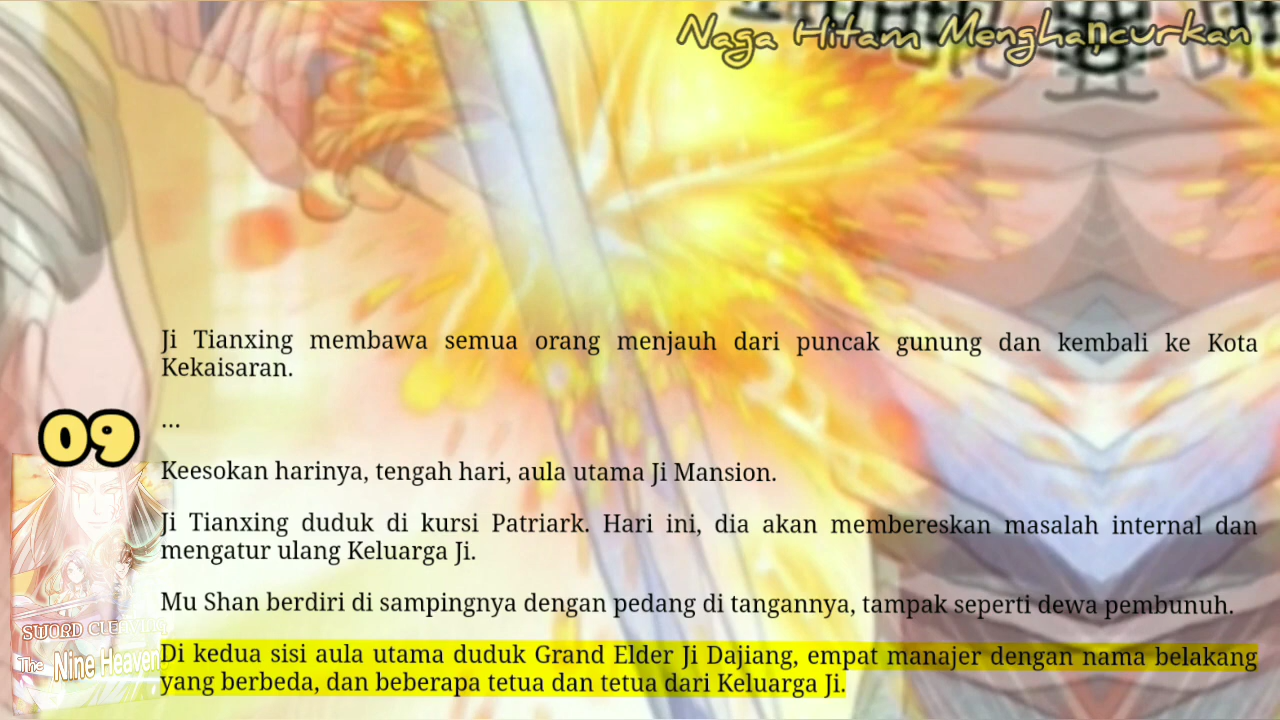 Naga Hitam Menghancurkan
Ji Tianxing membawa semua orang menjauh dari puncak gunung dan kembali ke Kota
Kekaisaran.
...
09
Keesokan harinya, tengah hari, aula utama Ji Mansion.
Ji Tianxing duduk di kursi Patriark. Hari ini, dia akan membereskan masalah internal dan
mengatur ulang Keluarga Ji.
Mu Shan berdiri di sampingnya dengan pedang di tangannya, tampak seperti dewa pembunuh.
Di kedua sisi aula utama duduk Grand Elder Ji Dajiang, empat manajer dengan nama belakang
yang berbeda, dan beberapa tetua dan tetua dari Keluarga Ji.
SWORD
The Nine Heaven